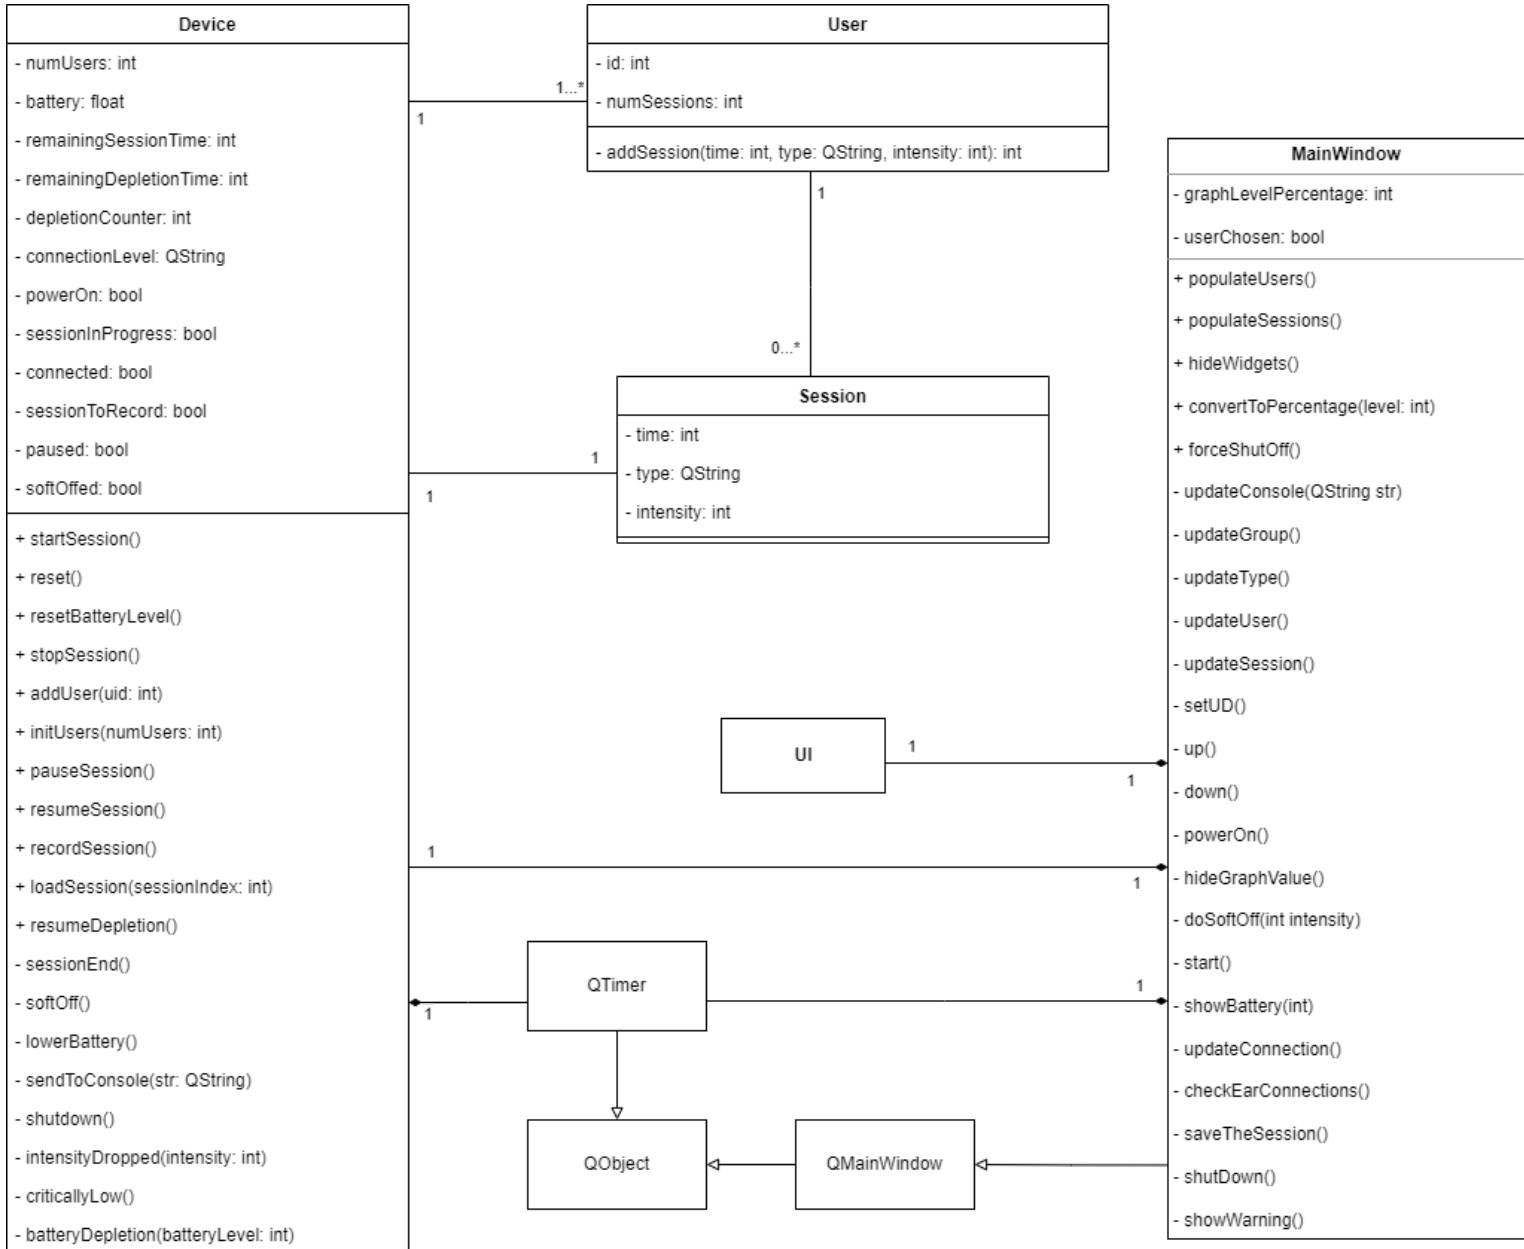 Device
- numUsers: int
- battery: float
- remainingSessionTime: int
- remainingDepletionTime: int
- depletionCounter: int
- connectionLevel: QString
- powerOn: bool
- sessionInProgress: bool
- connected: bool
- sessionToRecord: bool
- paused: bool
- softOffed: bool
+ startSession()
+ reset()
+ resetBatteryLevel()
+ stopSession()
+ addUser(uid: int)
+ initUsers(numUsers: int)
+ pauseSession()
+ resumeSession()
+ recordSession()
+ loadSession(sessionIndex: int)
+ resumeDepletion()
- sessionEnd()
- softOff()
- lowerBattery()
- sendToConsole(str: QString)
- shutdown()
- intensityDropped(intensity: int)
- criticallyLow()
- batteryDepletion(batteryLevel: int)
1
1...*
User
- id: int
- numSessions: int
- addSession(time: int, type: QString, intensity: int): int
1
0...*
Session
- time: int
- type: QString
- intensity: int
1
1
UI
1
1
1
1
QTimer
1
1
QObject
QMainWindow
MainWindow
- graphLevelPercentage: int
- userChosen: bool
+ populateUsers()
+ populateSessions()
+ hideWidgets()
+ convertToPercentage(level: int)
+ forceShutOff()
- updateConsole(QString str)
- updateGroup()
- updateType()
- updateUser()
- updateSession()
- setUD()
- up()
- down()
- powerOn()
- hideGraphValue()
- doSoftOff(int intensity)
- start()
- showBattery(int)
- updateConnection()
- checkEarConnections()
- saveTheSession()
- shutDown()
- showWarning()